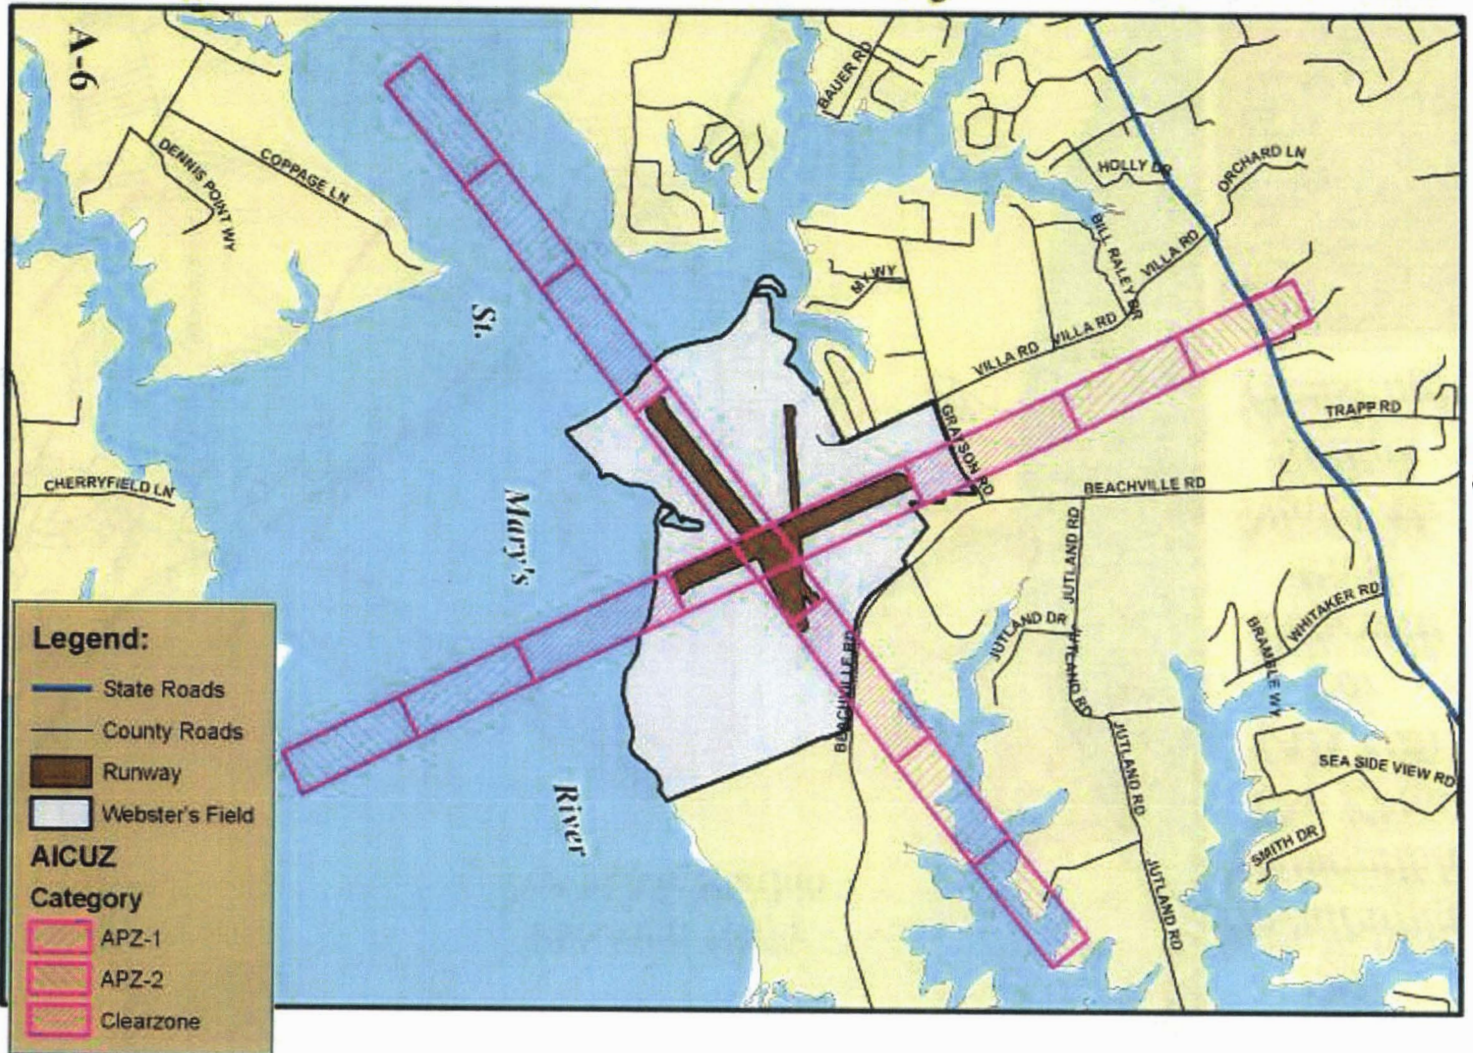 A-6
BAUER RD
DENNIS POINT WY
COPPAGE LN
HOLLY DR
ORCHARD LN
BILL RALEY DR
VILLA RD
MY WY
VILLA RD
VILLA RD
St.
Mary's
River
GRAYSON RD
TRAPP RD
CHERRYFIELD LN
BEACHVILLE RD
JUTLAND RD
JUTLAND DR
JUTLAND RD
WHITAKER RD
BRAMBLE WY
BEACHVILLE RD
JUTLAND RD
SEA SIDE VIEW RD
SMITH DR
JUTLAND RD
Legend:
State Roads
County Roads
Runway
Webster's Field
AICUZ
Category
APZ-1
APZ-2
Clearzone